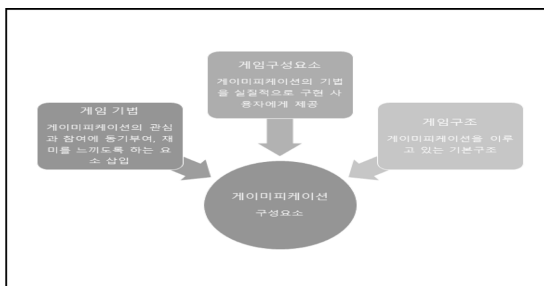 게임구성요소
게이미피케이션의 기법
을 실질적으로 구현 사
용자에게 제공
게임 기법
게이미피케이션의 관심
과 참여에 동기부여, 재
미를 느끼도록 하는 요
소 삽입
게임구조
게이미피케이션을 이루
고 있는 기본구조
게이미피케이션
구성요소